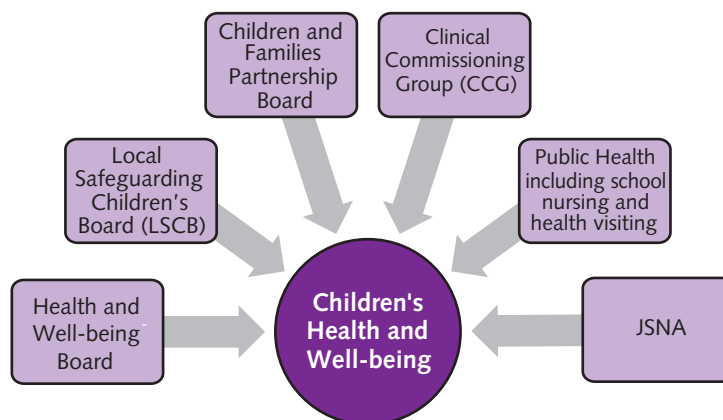 Children and
Families
Partnership
Board
Clinical
Commissioning
Group (CCG)
Local
Safeguarding
Children's
Board (LSCB)
Public Health
including school
nursing and
health visiting
Health and
Well-being
Board
Children's
Health and
Well-being
JSNA